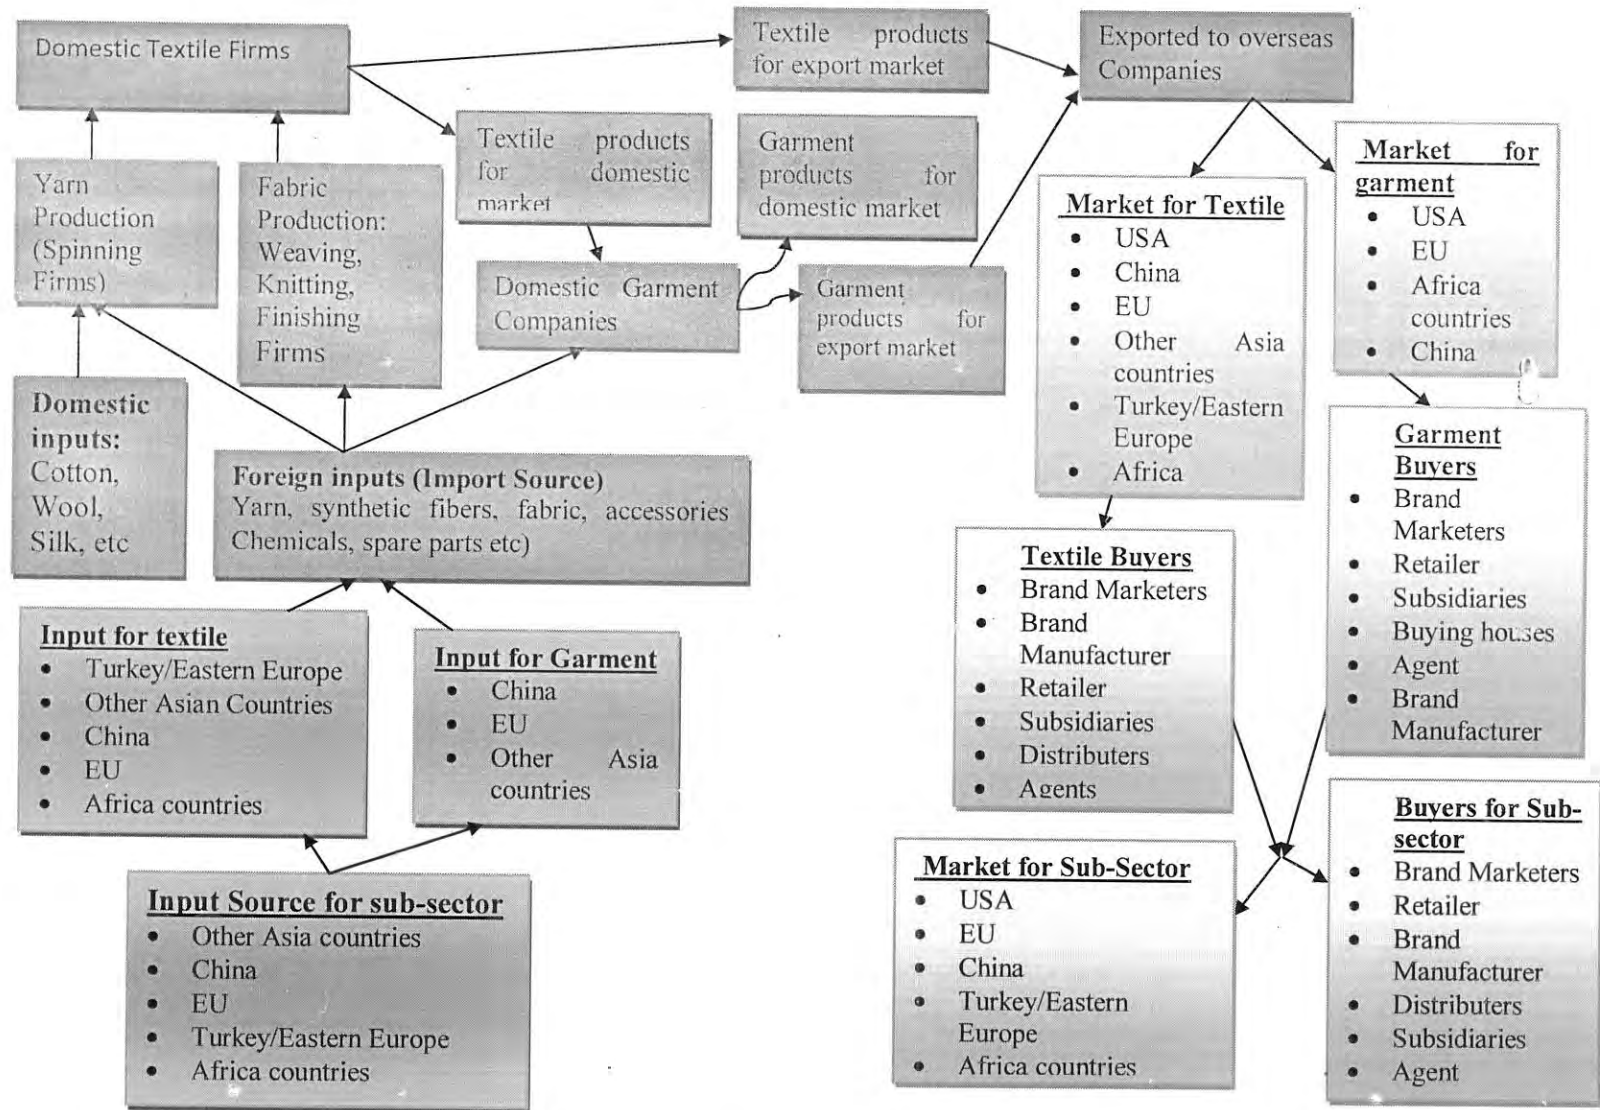 Domestic Textile Firms
Textile products
for export market
Exported to overseas
Companies
Textile products
for domestic
market
Garment
products for
domestic market
Market for
garment
• USA
• EU
• Africa
countries
• China
Yarn
Production
(Spinning
Firms)
Fabric
Production:
Weaving,
Knitting,
Finishing
Firms
Market for Textile
• USA
• China
• EU
• Other Asia
countries
• Turkey/Eastern
Europe
• Africa
Domestic Garment
Companies
Garment
products for
export market
Domestic
inputs:
Cotton,
Wool,
Silk, etc
Foreign inputs (Import Source)
Yarn, synthetic fibers, fabric, accessories
Chemicals, spare parts etc)
Garment
Buyers
• Brand
Marketers
• Retailer
• Subsidiaries
• Buying houses
• Agent
• Brand
Manufacturer
Textile Buyers
• Brand Marketers
• Brand
Manufacturer
• Retailer
• Subsidiaries
• Distributers
• Agents
Input for textile
• Turkey/Eastern Europe
• Other Asian Countries
• China
• EU
• Africa countries
Input for Garment
• China
• EU
• Other Asia
countries
Buyers for Sub-
sector
• Brand Marketers
• Retailer
• Brand
Manufacturer
• Distributers
• Subsidiaries
• Agent
Market for Sub-Sector
• USA
• EU
• China
• Turkey/Eastern
Europe
• Africa countries
Input Source for sub-sector
• Other Asia countries
• China
• EU
• Turkey/Eastern Europe
• Africa countries